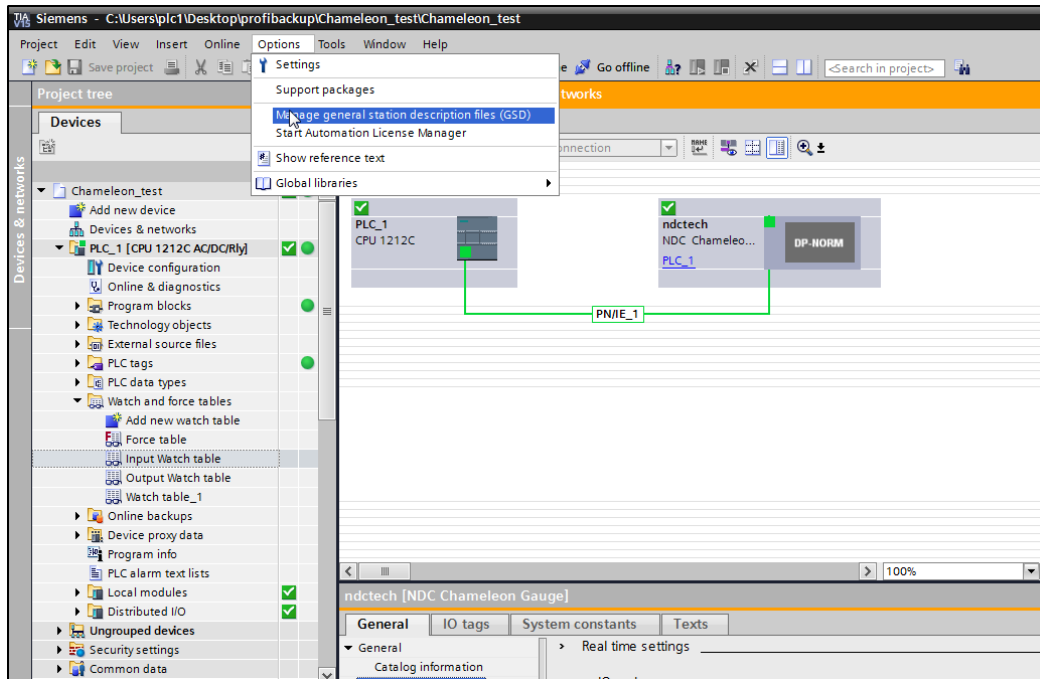 TIA V15 Siemens - C:\Users\plc1\Desktop\profibackup\Chameleon_test\Chameleon_test
Project Edit View Insert Online Options Tools Window Help
Save project
e Go offline
<Search in project>
Settings
Support packages
Manage general station description files (GSD)
Start Automation License Manager
Show reference text
Global libraries
Project tree
tworks
Devices
nnection
Devices & networks
Chameleon_test
Add new device
Devices & networks
PLC_1 [CPU 1212C AC/DC/Rly]
Device configuration
Online & diagnostics
Program blocks
Technology objects
External source files
PLC tags
PLC data types
Watch and force tables
Add new watch table
Force table
Input Watch table
Output Watch table
Watch table_1
Online backups
Device proxy data
Program info
PLC alarm text lists
Local modules
Distributed I/O
Ungrouped devices
Security settings
Common data
PLC_1
CPU 1212C
ndctech
NDC Chameleo...
PLC_1
DP-NORM
PN/IE_1
100%
ndctech [NDC Chameleon Gauge]
General IO tags System constants Texts
General
Catalog information
Real time settings